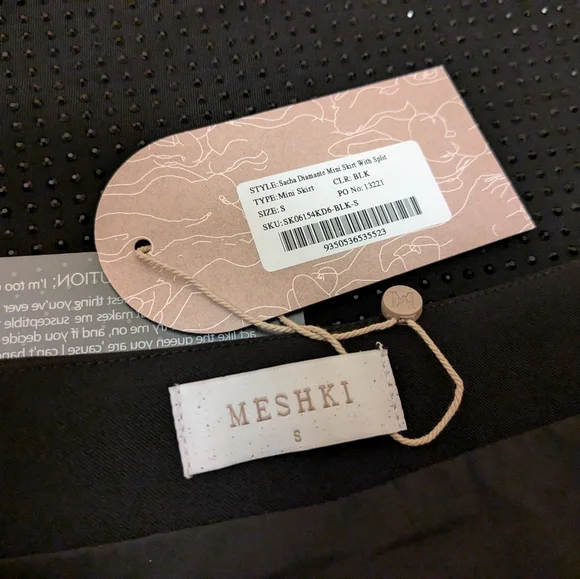 STYLE: Sacha Diamante Mini Skirt With Split
TYPE: Mini Skirt CLR: BLK
SIZE: S PO No: 13221
SKU: SK06154KD6-BLK-S
9350536535523
UTION: I'm too
est thing you've ever
t makes me susceptible
on my own, and if you decide
act like the queen you are 'cause I can't hand
MESHKI
S